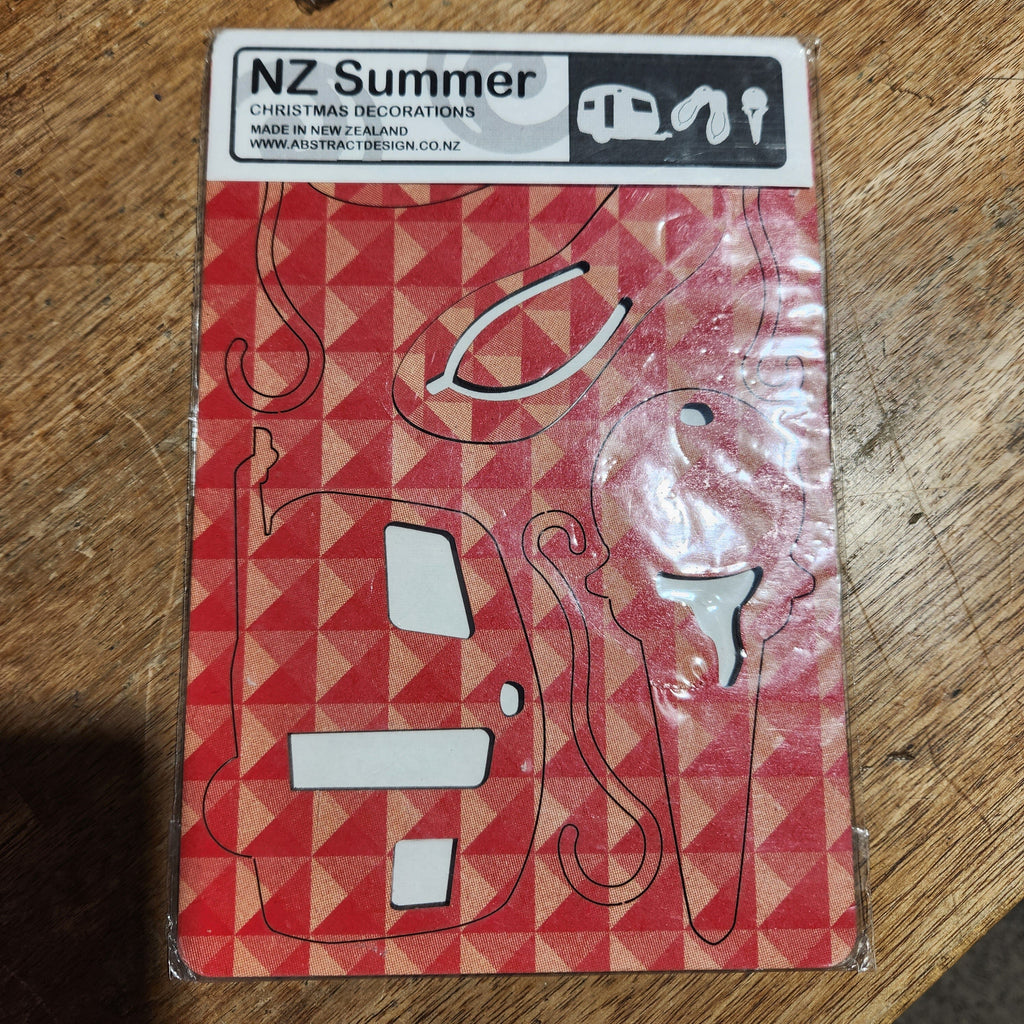 NZ Summer
CHRISTMAS DECORATIONS
MADE IN NEW ZEALAND
WWW.ABSTRACTDESIGN.CO.NZ